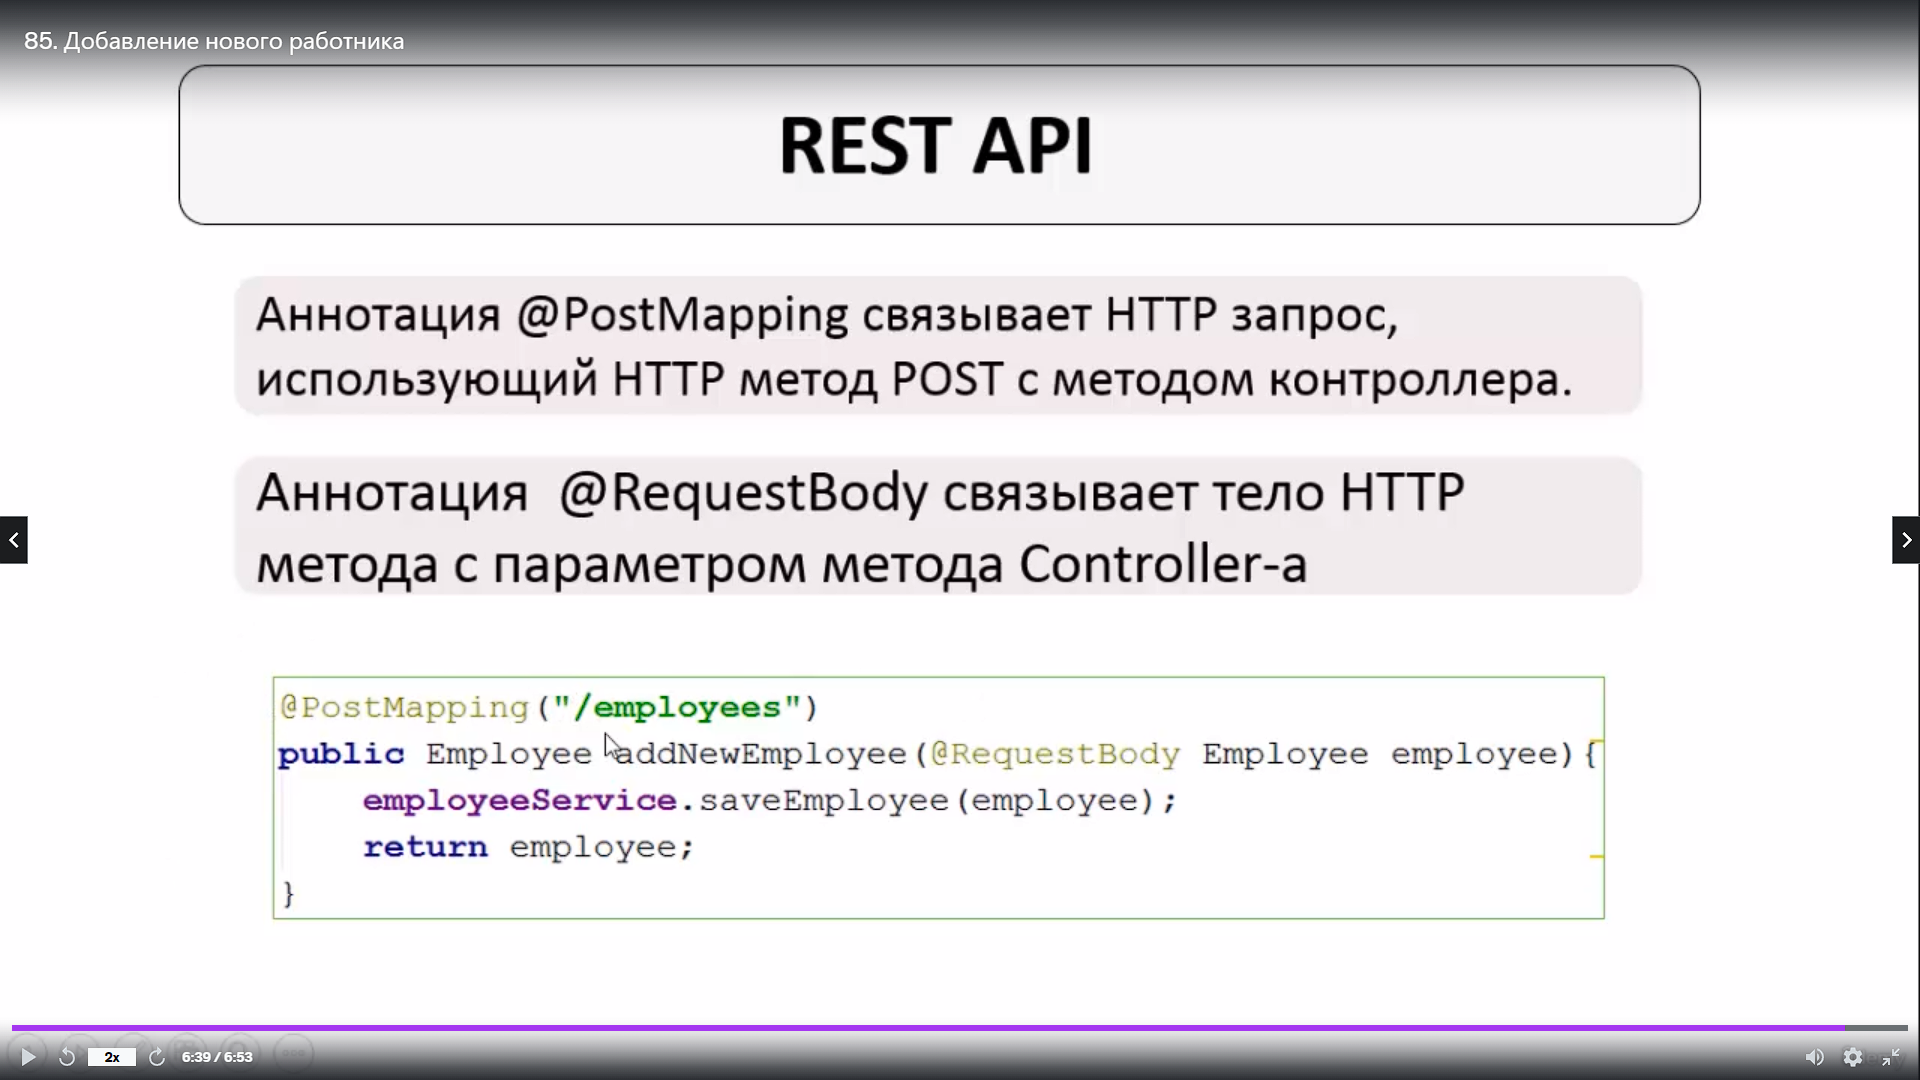 85. Добавление нового работника
REST API
Аннотация @PostMapping связывает HTTP запрос,
использующий HTTP метод POST с методом контроллера.
Аннотация @RequestBody связывает тело HTTP
метода с параметром метода Controller-а
@PostMapping("/employees")
public Employee addNewEmployee(@RequestBody Employee employee){
employeeService.saveEmployee(employee);
return employee;
}
2x
6:39 / 6:53